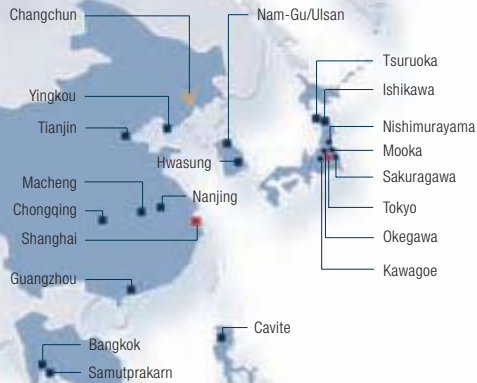 Changchun
Nam-Gu/Ulsan
Tsuruoka
Ishikawa
Yingkou
Tianjin
Nishimurayama
Mooka
Hwasung
Sakuragawa
Macheng
Nanjing
Chongqing
Tokyo
Shanghai
Okegawa
Kawagoe
Guangzhou
Cavite
Bangkok
Samutprakarn